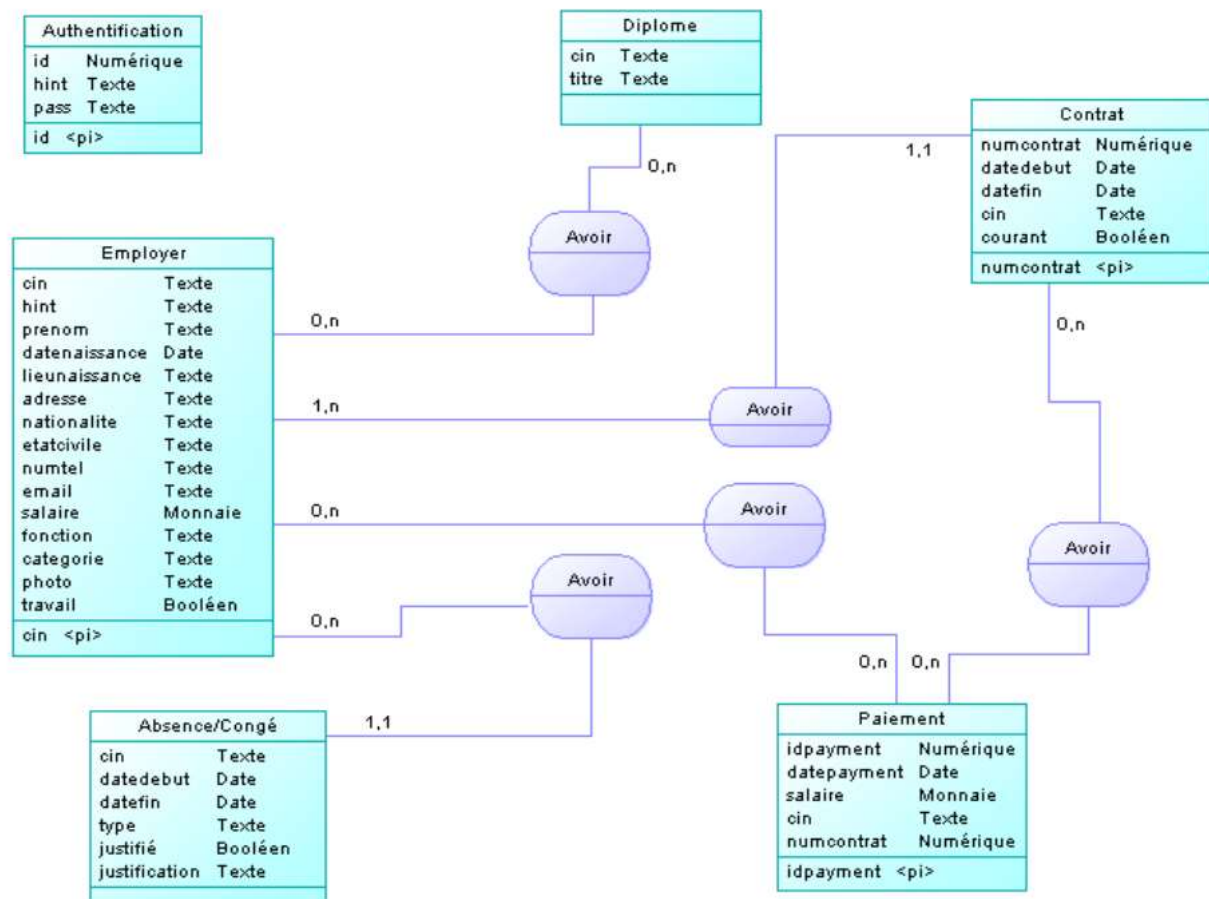 Authentification
id Numérique
hint Texte
pass Texte
id <pi>
Diplome
cin Texte
titre Texte
Contrat
numcontrat Numérique
datedebut Date
datefin Date
cin Texte
courant Booléen
numcontrat <pi>
1,1
0,n
Avoir
0,n
Employer
cin Texte
hint Texte
prenom Texte
datenaissance Date
lieunaissance Texte
adresse Texte
nationalite Texte
etatcivile Texte
numtel Texte
email Texte
salaire Monnaie
fonction Texte
categorie Texte
photo Texte
travail Booléen
cin <pi>
0,n
1,n
Avoir
0,n
Avoir
Avoir
Avoir
0,n
0,n
0,n
1,1
Absence/Congé
cin Texte
datedebut Date
datefin Date
type Texte
justifié Booléen
justification Texte
Paiement
idpayment Numérique
datepayment Date
salaire Monnaie
cin Texte
numcontrat Numérique
idpayment <pi>